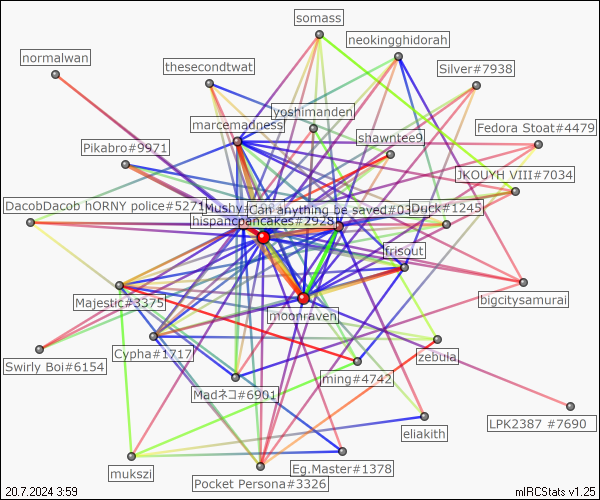 somass
neokingghidorah
normalwan
thesecondtwat
Silver#7938
yoshimanden
marcemadness
Fedora Stoat#4479
shawntee9
Pikabro#9971
JKOUYH VIII#7034
DacobDacob hORNY police#5271
Mushy
Can anything be saved#03
Duck#1245
hispancpancakes#2928
frisout
Majestic#3375
bigcitysamurai
moonraven
Cypha#1717
zebula
Swirly Boi#6154
ming#4742
Madネコ#6901
LPK2387 #7690
eliakith
mukszi
Eg.Master#1378
Pocket Persona#3326
20.7.2024 3:59
mIRCStats v1.25